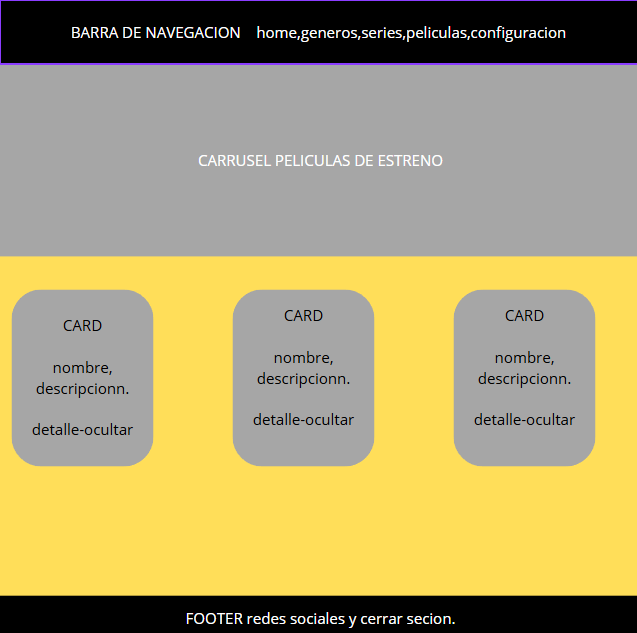 BARRA DE NAVEGACION home,generos,series,peliculas,configuracion
CARRUSEL PELICULAS DE ESTRENO
CARD
nombre,
descripcionn.
detalle-ocultar
CARD
nombre,
descripcionn.
detalle-ocultar
CARD
nombre,
descripcionn.
detalle-ocultar
FOOTER redes sociales y cerrar secion.